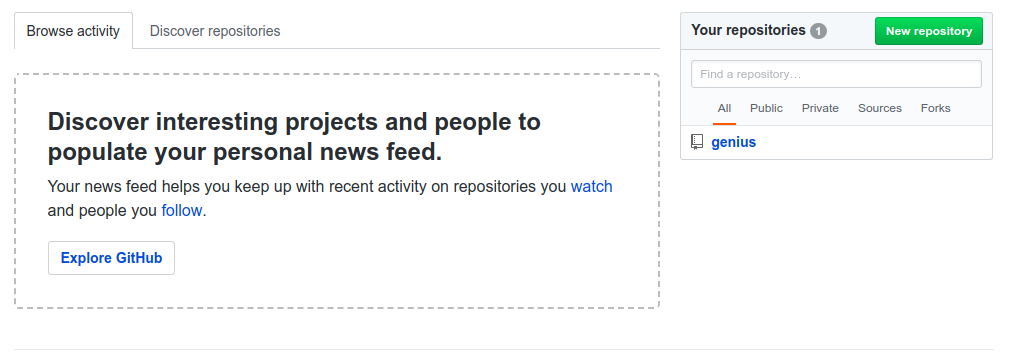 Browse activity
Discover repositories
Discover interesting projects and people to
populate your personal news feed.
Your news feed helps you keep up with recent activity on repositories you watch
and people you follow.
Explore GitHub
Your repositories 1
New repository
Find a repository…
All Public Private Sources Forks
genius